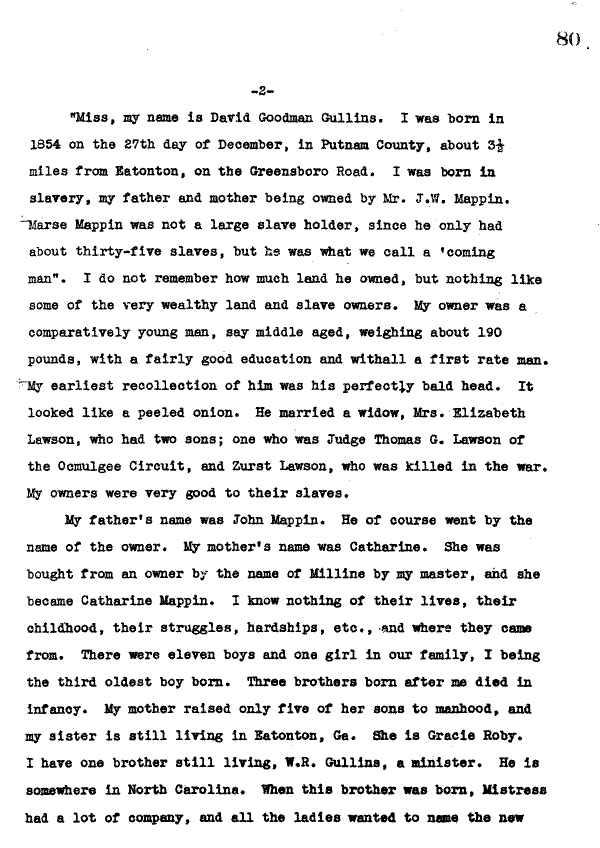 80.
-2-
"Miss, my name is David Goodman Gullins. I was born in
1854 on the 27th day of December, in Putnam County, about 3½
miles from Eatonton, on the Greensboro Road. I was born in
slavery, my father and mother being owned by Mr. J.W. Mappin.
Marse Mappin was not a large slave holder, since he only had
about thirty-five slaves, but he was what we call a 'coming
man". I do not remember how much land he owned, but nothing like
some of the very wealthy land and slave owners. My owner was a
comparatively young man, say middle aged, weighing about 190
pounds, with a fairly good education and withall a first rate man.
My earliest recollection of him was his perfectly bald head. It
looked like a peeled onion. He married a widow, Mrs. Elizabeth
Lawson, who had two sons; one who was Judge Thomas G. Lawson of
the Ocmulgee Circuit, and Zurst Lawson, who was killed in the war.
My owners were very good to their slaves.
My father's name was John Mappin. He of course went by the
name of the owner. My mother's name was Catharine. She was
bought from an owner by the name of Milline by my master, and she
became Catharine Mappin. I know nothing of their lives, their
childhood, their struggles, hardships, etc., and where they came
from. There were eleven boys and one girl in our family, I being
the third oldest boy born. Three brothers born after me died in
infancy. My mother raised only five of her sons to manhood, and
my sister is still living in Eatonton, Ga. She is Gracie Roby.
I have one brother still living, W.R. Gullins, a minister. He is
somewhere in North Carolina. When this brother was born, Mistress
had a lot of company, and all the ladies wanted to name the new